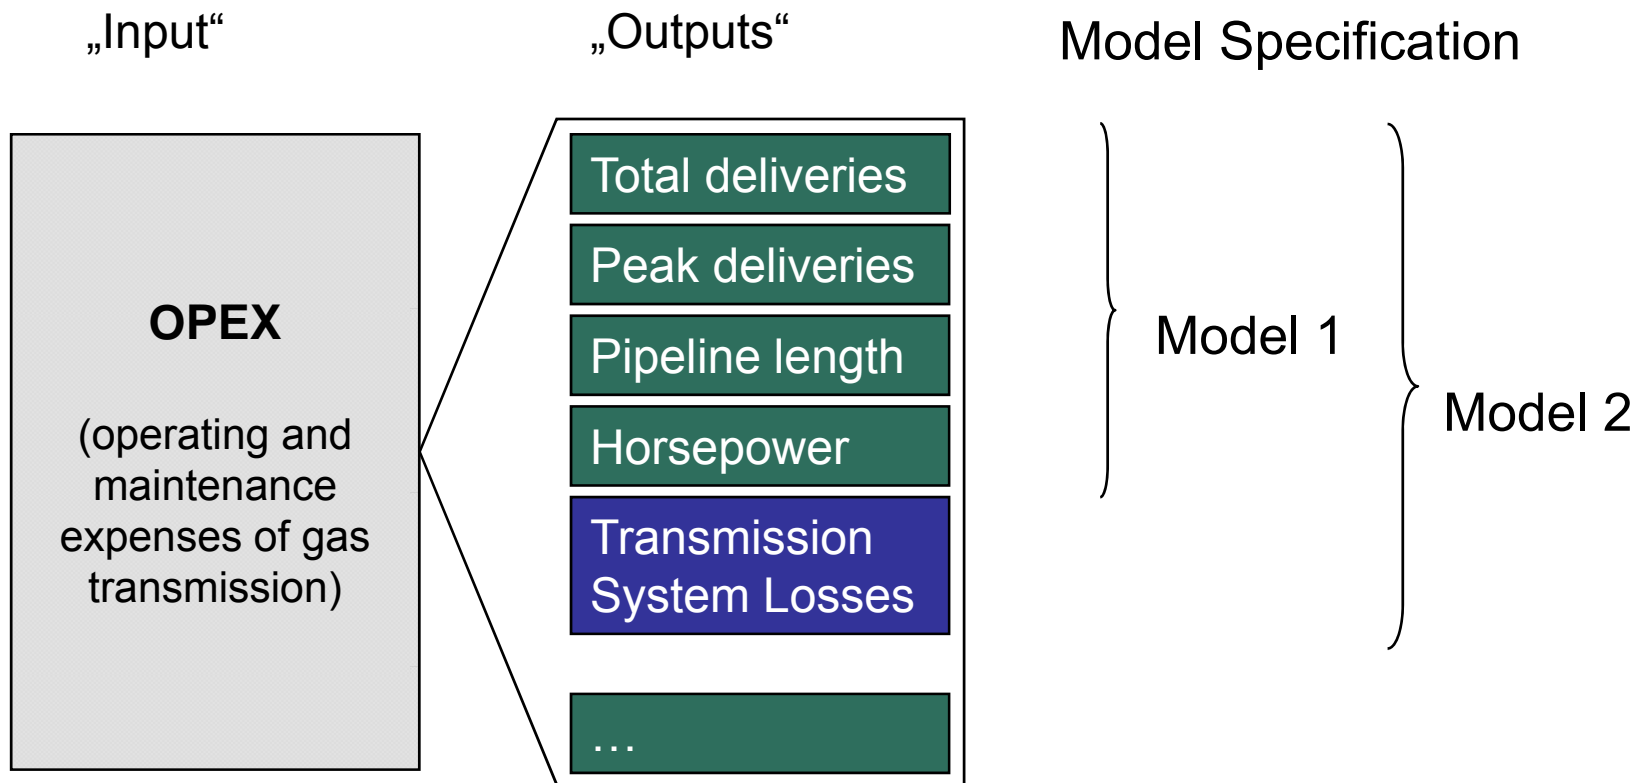 „Input“
„Outputs“
Model Specification
OPEX
(operating and
maintenance
expenses of gas
transmission)
Total deliveries
Peak deliveries
Pipeline length
Horsepower
Transmission
System Losses
...
Model 1
Model 2